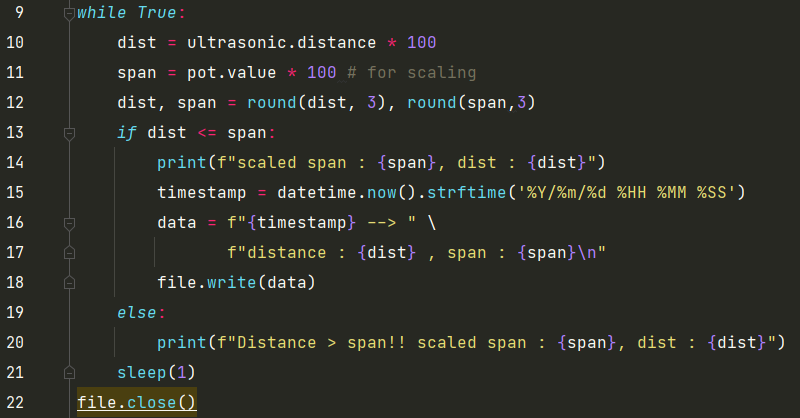 9 while True:
10     dist = ultrasonic.distance * 100
11     span = pot.value * 100 # for scaling
12     dist, span = round(dist, 3), round(span,3)
13     if dist <= span:
14         print(f"scaled span : {span}, dist : {dist}")
15         timestamp = datetime.now().strftime('%Y/%m/%d %HH %MM %SS')
16         data = f"{timestamp} --> " \
17                f"distance : {dist} , span : {span}\n"
18         file.write(data)
19     else:
20         print(f"Distance > span!! scaled span : {span}, dist : {dist}")
21     sleep(1)
22 file.close()